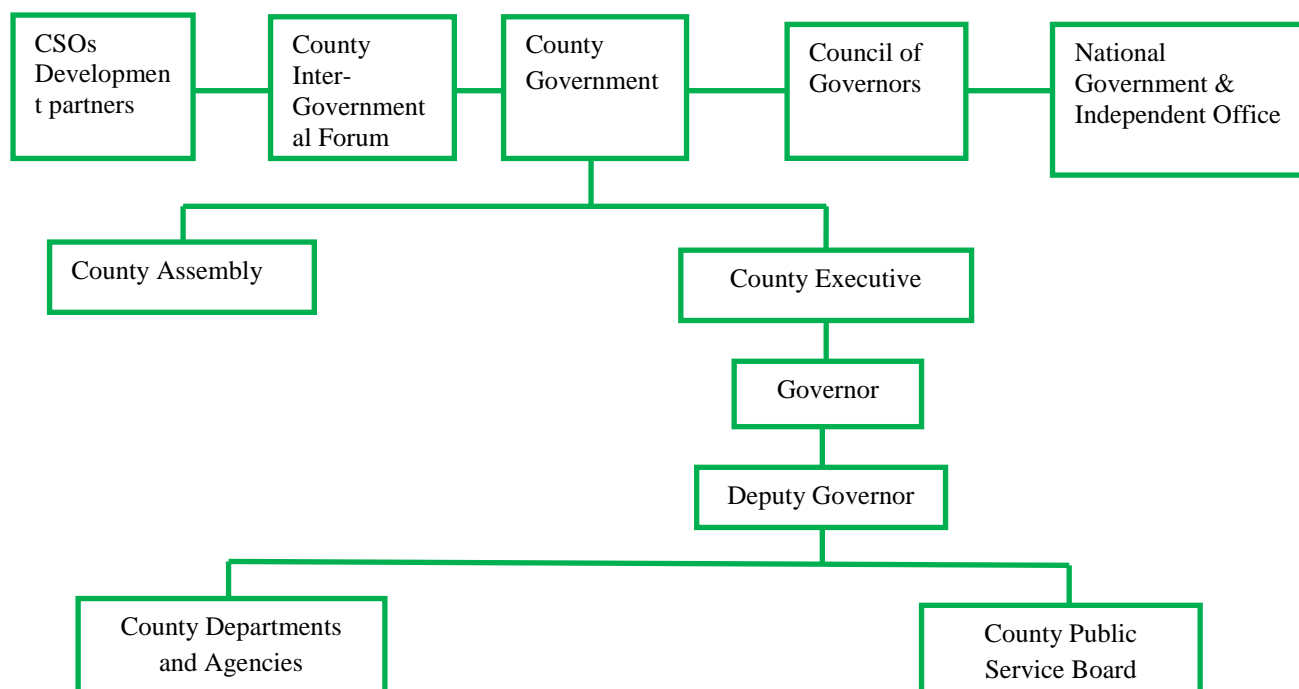 CSOs
Developmen
t partners
County
Inter-
Government
al Forum
County
Government
Council of
Governors
National
Government &
Independent Office
County Assembly
County Executive
Governor
Deputy Governor
County Departments
and Agencies
County Public
Service Board